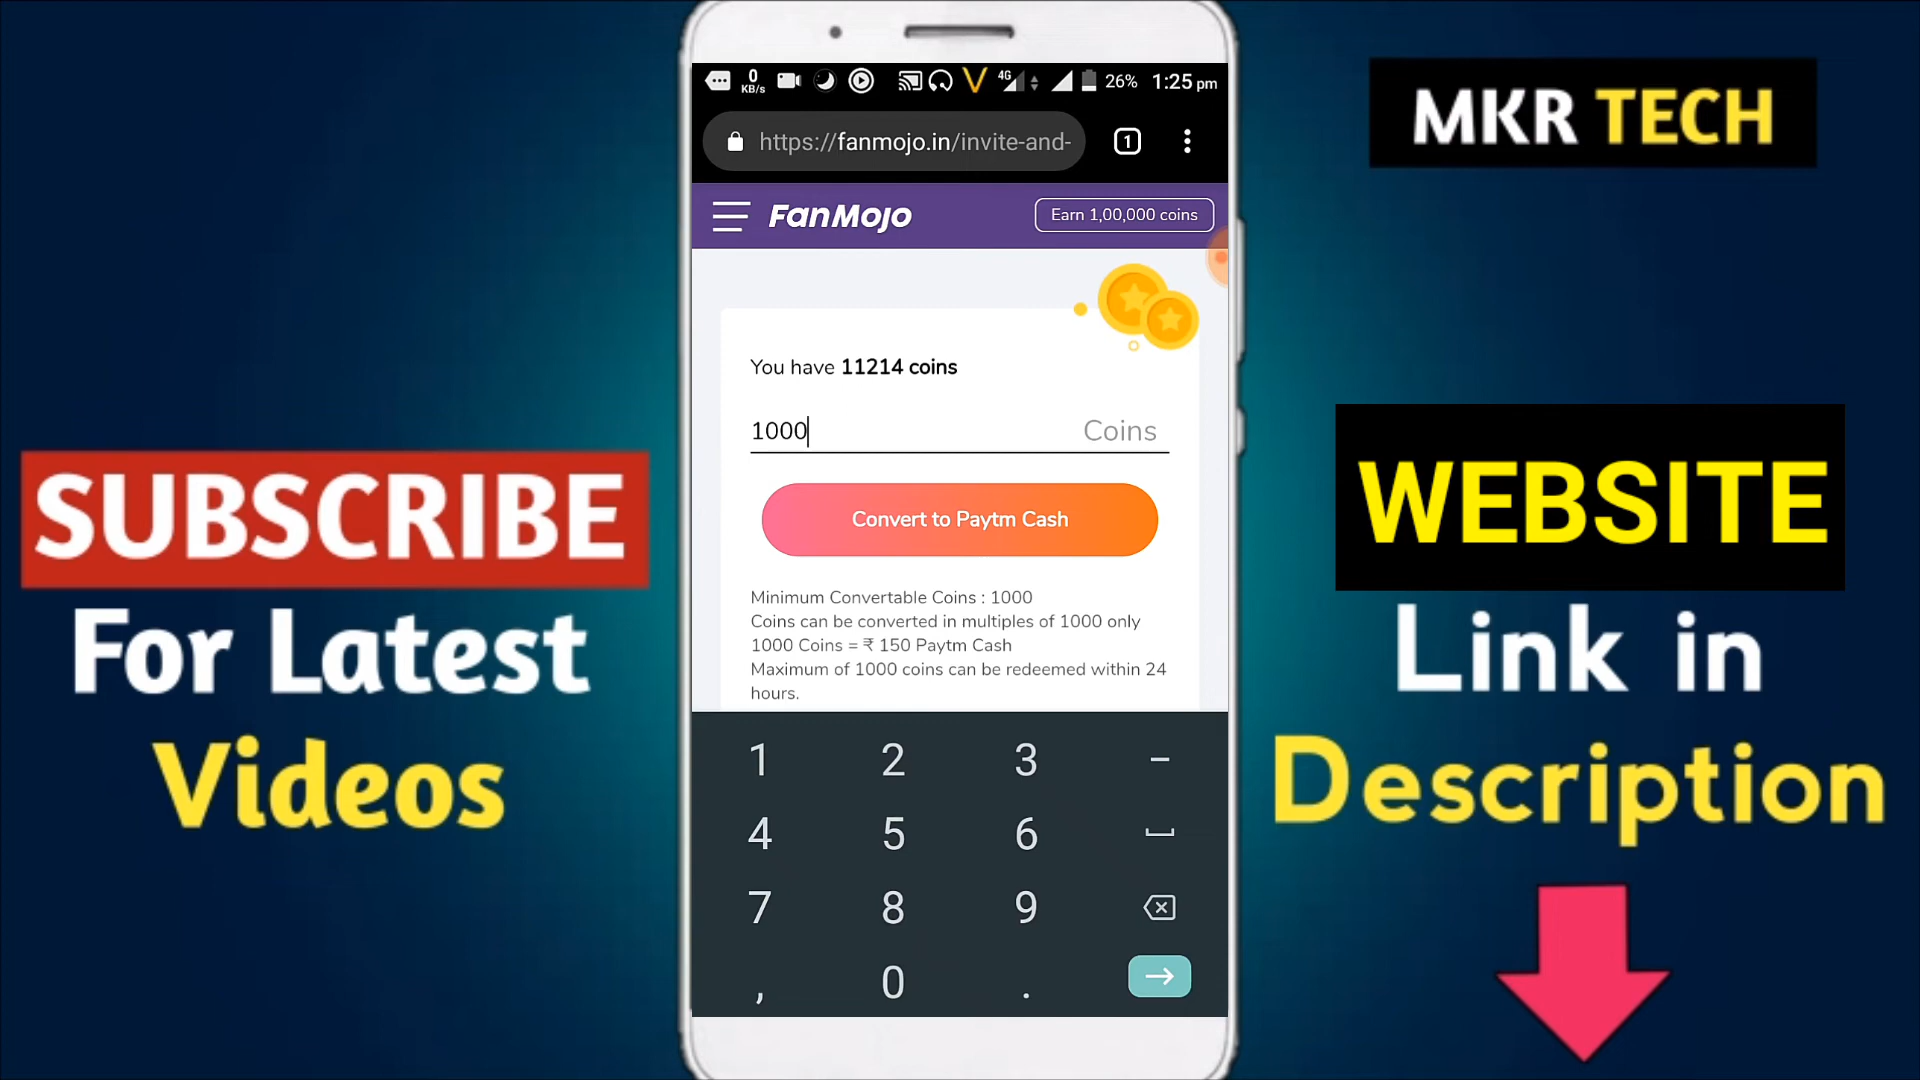 0
KB/s
4G
26%
1:25 pm
https://fanmojo.in/invite-and-
1
FanMojo
Earn 1,00,000 coins
You have 11214 coins
1000
Coins
Convert to Paytm Cash
Minimum Convertable Coins : 1000
Coins can be converted in multiples of 1000 only
1000 Coins = ₹ 150 Paytm Cash
Maximum of 1000 coins can be redeemed within 24
hours.
1 2 3 -
4 5 6
7 8 9
, 0 .
SUBSCRIBE
For Latest
Videos
MKR TECH
WEBSITE
Link in
Description